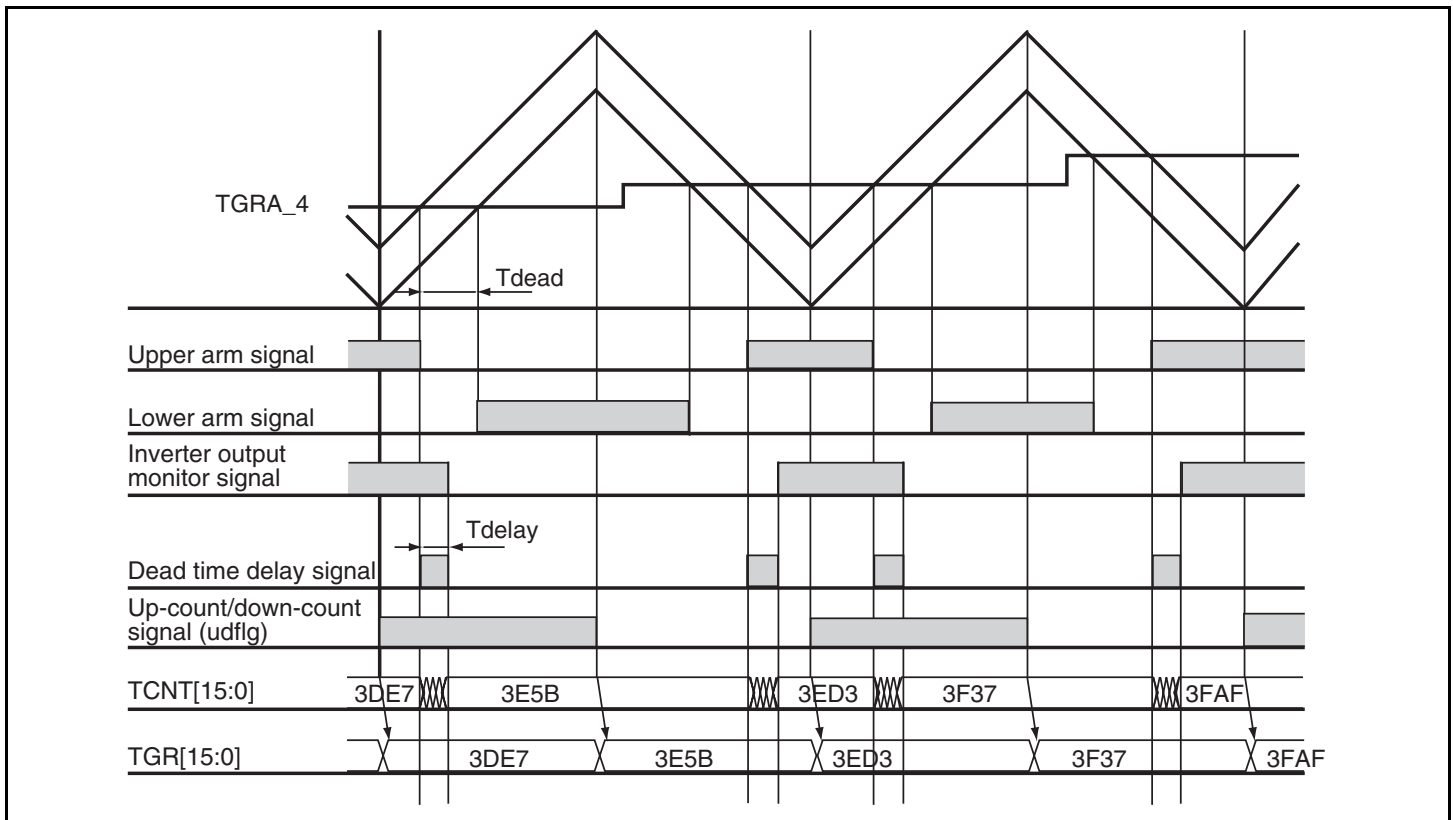 TGRA_4
Tdead
Upper arm signal
Lower arm signal
Inverter output
monitor signal
Tdelay
Dead time delay signal
Up-count/down-count
signal (udflg)
TCNT[15:0] 3DE7 3E5B 3ED3 3F37 3FAF
TGR[15:0] 3DE7 3E5B 3ED3 3F37 3FAF